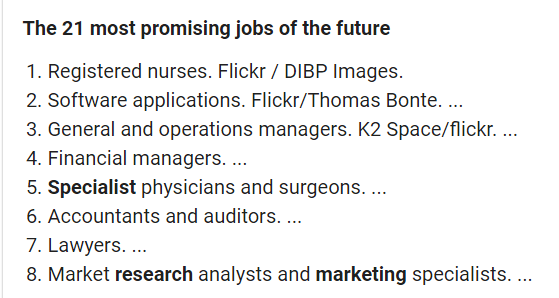 The 21 most promising jobs of the future
1. Registered nurses. Flickr / DIBP Images.
2. Software applications. Flickr/Thomas Bonte. ...
3. General and operations managers. K2 Space/flickr. ...
4. Financial managers. ...
5. Specialist physicians and surgeons. ...
6. Accountants and auditors. ...
7. Lawyers. ...
8. Market research analysts and marketing specialists. ...